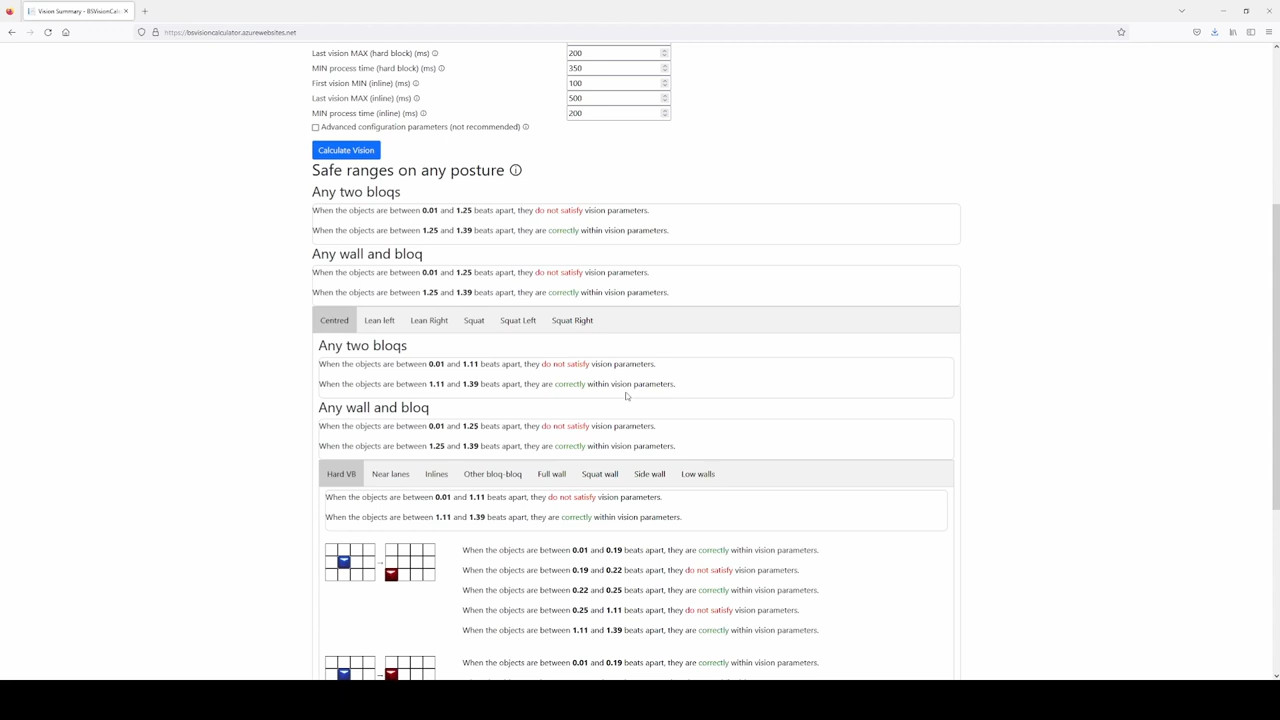 Vision Summary - BSVisionCalc
https://bsvisioncalculator.azurewebsites.net
Last vision MAX (hard block) (ms) 200
MIN process time (hard block) (ms) 350
First vision MIN (inline) (ms) 100
Last vision MAX (inline) (ms) 500
MIN process time (inline) (ms) 200
Advanced configuration parameters (not recommended)
Calculate Vision
Safe ranges on any posture
Any two bloqs
When the objects are between 0.01 and 1.25 beats apart, they do not satisfy vision parameters.
When the objects are between 1.25 and 1.39 beats apart, they are correctly within vision parameters.
Any wall and bloq
When the objects are between 0.01 and 1.25 beats apart, they do not satisfy vision parameters.
When the objects are between 1.25 and 1.39 beats apart, they are correctly within vision parameters.
Centred Lean left Lean Right Squat Squat Left Squat Right
Any two bloqs
When the objects are between 0.01 and 1.11 beats apart, they do not satisfy vision parameters.
When the objects are between 1.11 and 1.39 beats apart, they are correctly within vision parameters.
Any wall and bloq
When the objects are between 0.01 and 1.25 beats apart, they do not satisfy vision parameters.
When the objects are between 1.25 and 1.39 beats apart, they are correctly within vision parameters.
Hard VB Near lanes Inlines Other bloq-bloq Full wall Squat wall Side wall Low walls
When the objects are between 0.01 and 1.11 beats apart, they do not satisfy vision parameters.
When the objects are between 1.11 and 1.39 beats apart, they are correctly within vision parameters.
When the objects are between 0.01 and 0.19 beats apart, they are correctly within vision parameters.
When the objects are between 0.19 and 0.22 beats apart, they do not satisfy vision parameters.
When the objects are between 0.22 and 0.25 beats apart, they are correctly within vision parameters.
When the objects are between 0.25 and 1.11 beats apart, they do not satisfy vision parameters.
When the objects are between 1.11 and 1.39 beats apart, they are correctly within vision parameters.
When the objects are between 0.01 and 0.19 beats apart, they are correctly within vision parameters.